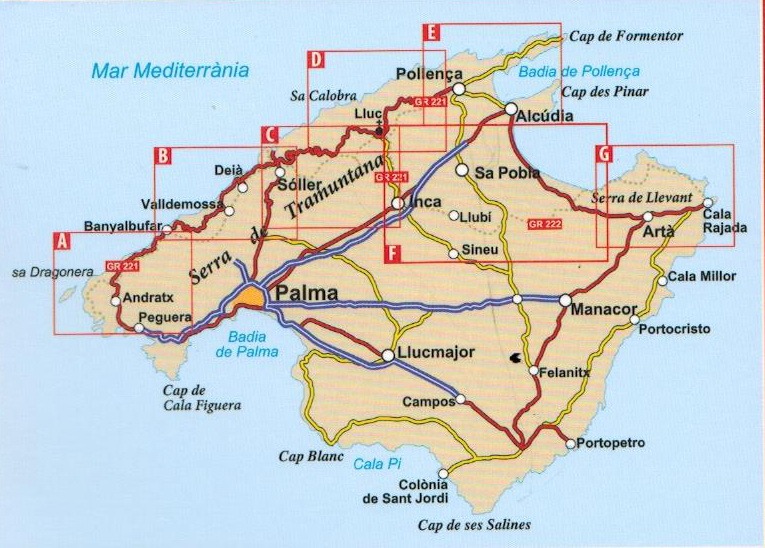 E
Cap de Formentor
D
Mar Mediterrània
Pollença
Badia de Pollença
Sa Calobra
Cap des Pinar
GR 221
Lluc
Alcúdia
C
B
G
Deià
Sóller
Tramuntana
GR 221
Sa Pobla
Serra de Llevant
Valldemossa
Inca
Llubí
Cala
Rajada
Banyalbufar
GR 222
Artà
A
de
Sineu
F
Serra
GR 221
sa Dragonera
Cala Millor
Andratx
Palma
Manacor
Peguera
Portocristo
Badia
de Palma
Llucmajor
Felanitx
Cap de
Cala Figuera
Campos
Portopetro
Cap Blanc
Cala Pi
Colònia
de Sant Jordi
Cap de ses Salines